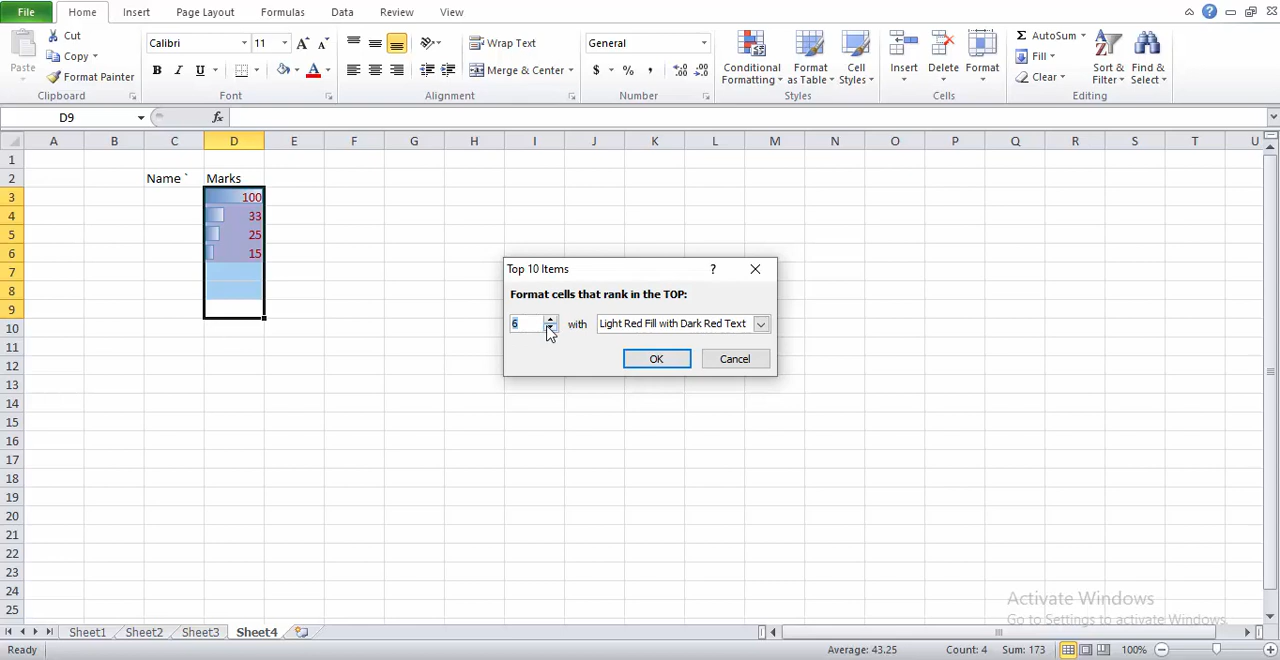 File Home Insert Page Layout Formulas Data Review View
Paste Cut Copy Format Painter Clipboard
Calibri 11 B I U A Font
Wrap Text Merge & Center Alignment
General $ % , Number
Conditional Formatting Format as Table Cell Styles Styles
Insert Delete Format Cells
Σ AutoSum Fill Clear Sort & Filter Find & Select Editing
D9 fx
A B C D E F G H I J K L M N O P Q R S T U
1
2 Name ` Marks
3 100
4 33
5 25
6 15
7
8
9
10
11
12
13
14
15
16
17
18
19
20
21
22
23
24
25
Top 10 Items ?
Format cells that rank in the TOP:
6 with Light Red Fill with Dark Red Text
OK Cancel
Activate Windows
Go to Settings to activate Windows.
Sheet1 Sheet2 Sheet3 Sheet4
Ready Average: 43.25 Count: 4 Sum: 173 100%